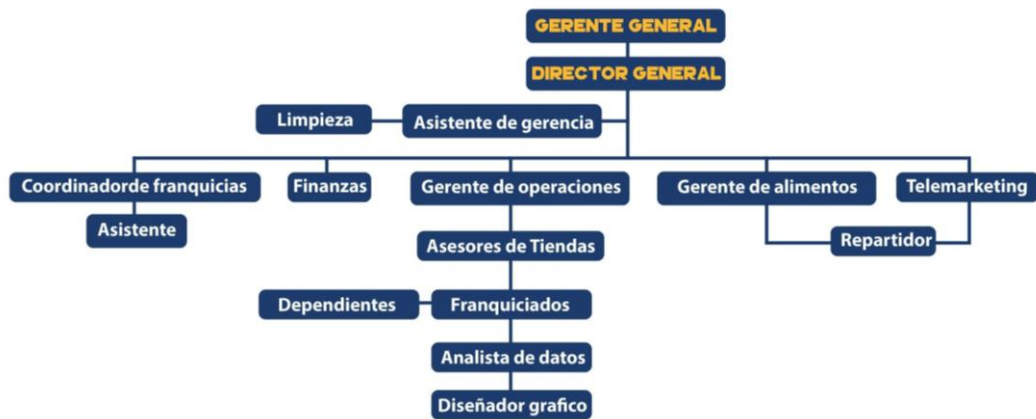 GERENTE GENERAL
DIRECTOR GENERAL
Limpieza
Asistente de gerencia
Coordinadorde franquicias
Finanzas
Gerente de operaciones
Gerente de alimentos
Telemarketing
Asistente
Asesores de Tiendas
Repartidor
Dependientes
Franquiciados
Analista de datos
Diseñador grafico